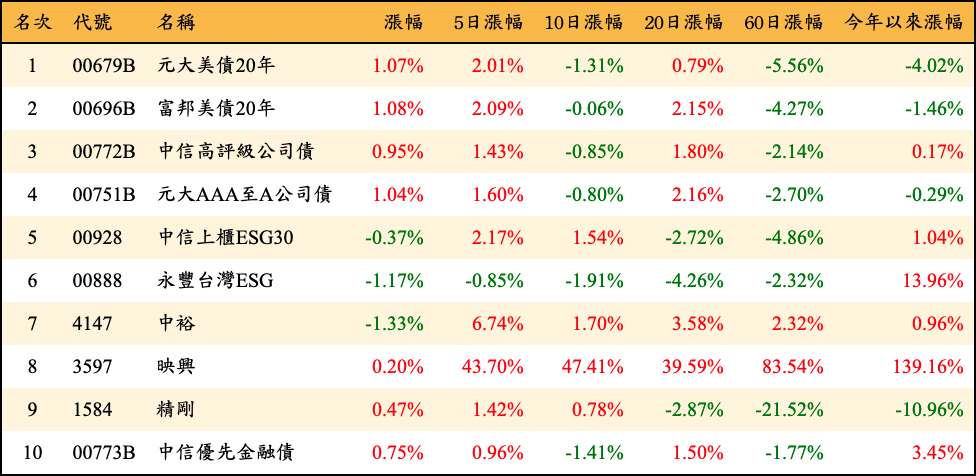 名次 代號 名稱 漲幅 5日漲幅 10日漲幅 20日漲幅 60日漲幅 今年以來漲幅
1 00679B 元大美債20年 1.07% 2.01% -1.31% 0.79% -5.56% -4.02%
2 00696B 富邦美債20年 1.08% 2.09% -0.06% 2.15% -4.27% -1.46%
3 00772B 中信高評級公司債 0.95% 1.43% -0.85% 1.80% -2.14% 0.17%
4 00751B 元大AAA至A公司債 1.04% 1.60% -0.80% 2.16% -2.70% -0.29%
5 00928 中信上櫃ESG30 -0.37% 2.17% 1.54% -2.72% -4.86% 1.04%
6 00888 永豐台灣ESG -1.17% -0.85% -1.91% -4.26% -2.32% 13.96%
7 4147 中裕 -1.33% 6.74% 1.70% 3.58% 2.32% 0.96%
8 3597 映興 0.20% 43.70% 47.41% 39.59% 83.54% 139.16%
9 1584 精剛 0.47% 1.42% 0.78% -2.87% -21.52% -10.96%
10 00773B 中信優先金融債 0.75% 0.96% -1.41% 1.50% -1.77% 3.45%